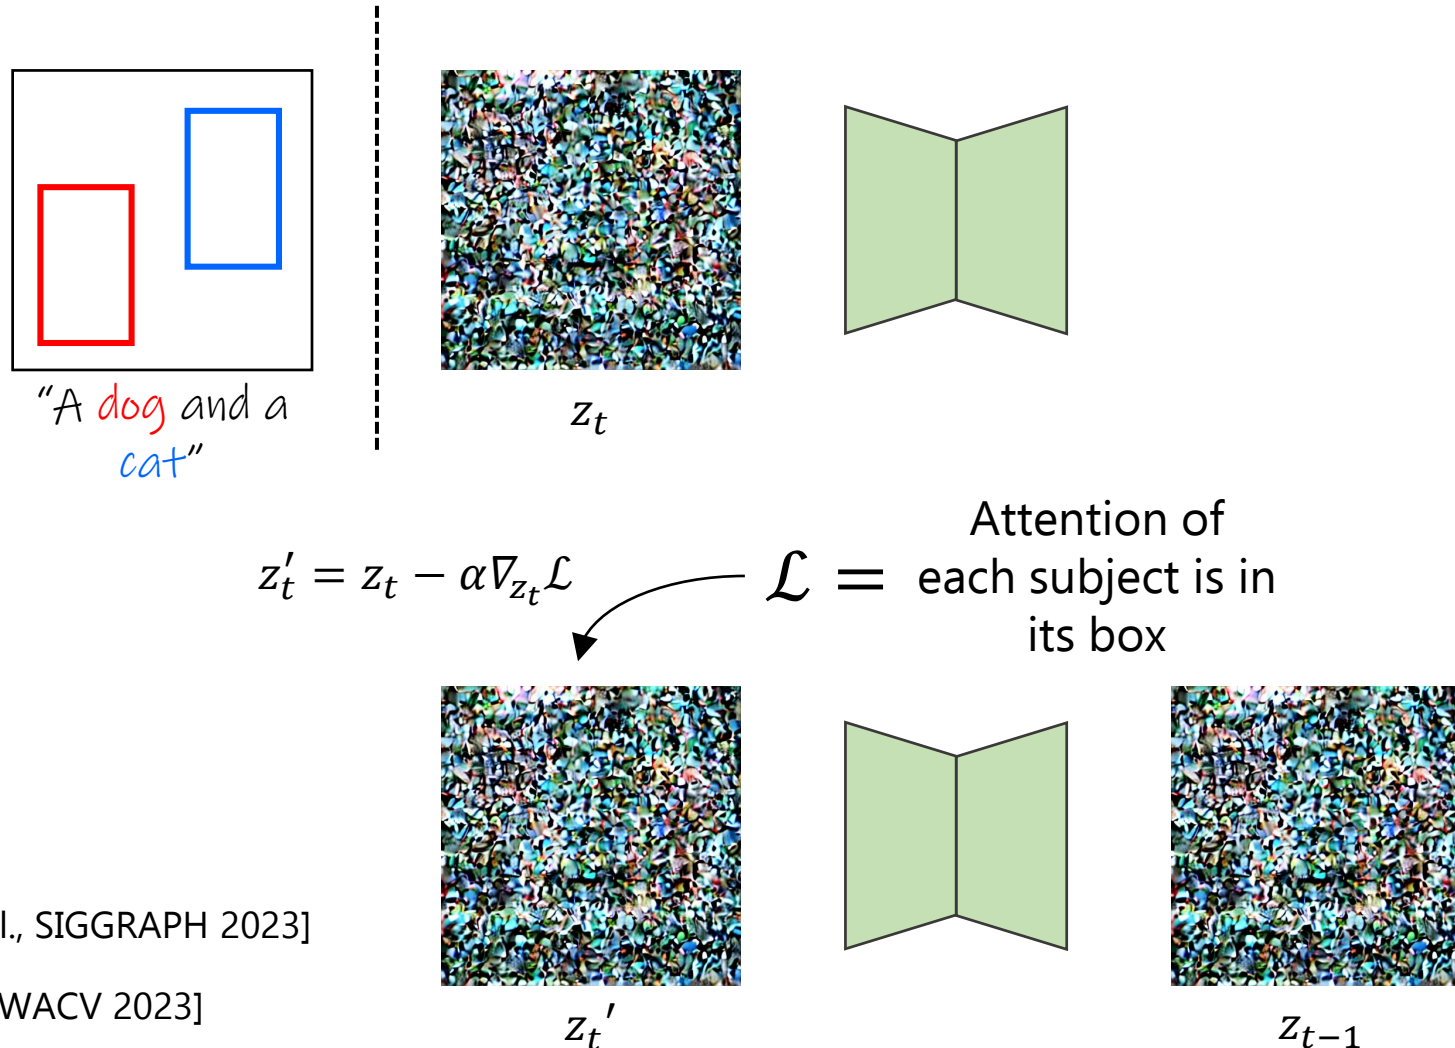 "A dog and a
cat"
z_t
z'_t = z_t − α∇_{z_t}ℒ
ℒ =
Attention of
each subject is in
its box
l., SIGGRAPH 2023]
WACV 2023]
z_t'
z_{t−1}